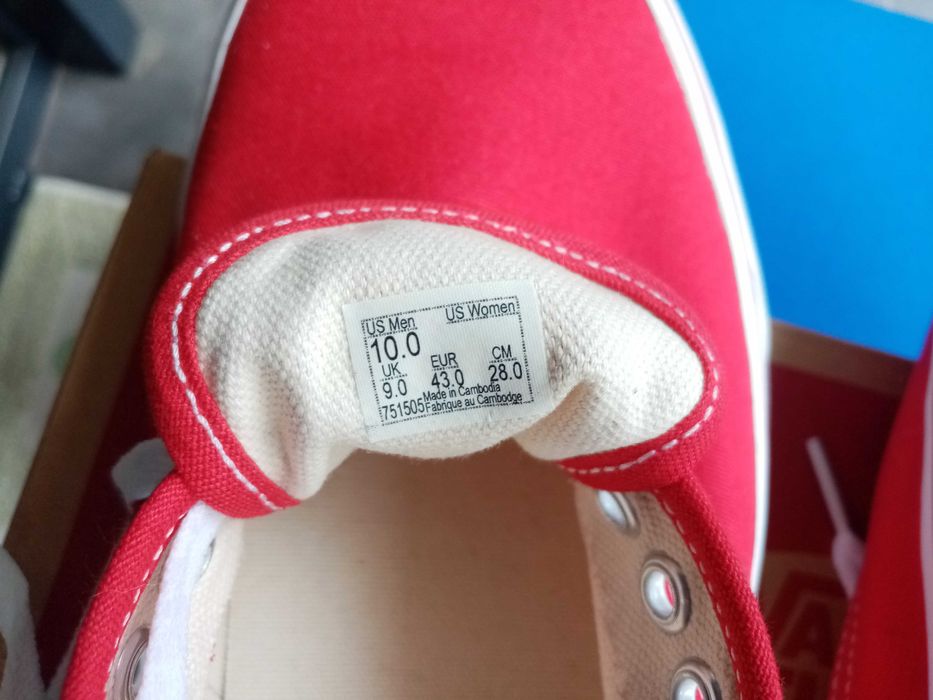 US Men US Women
10.0
UK EUR CM
9.0 43.0 28.0
751505 Made in Cambodia
Fabrique au Cambodge